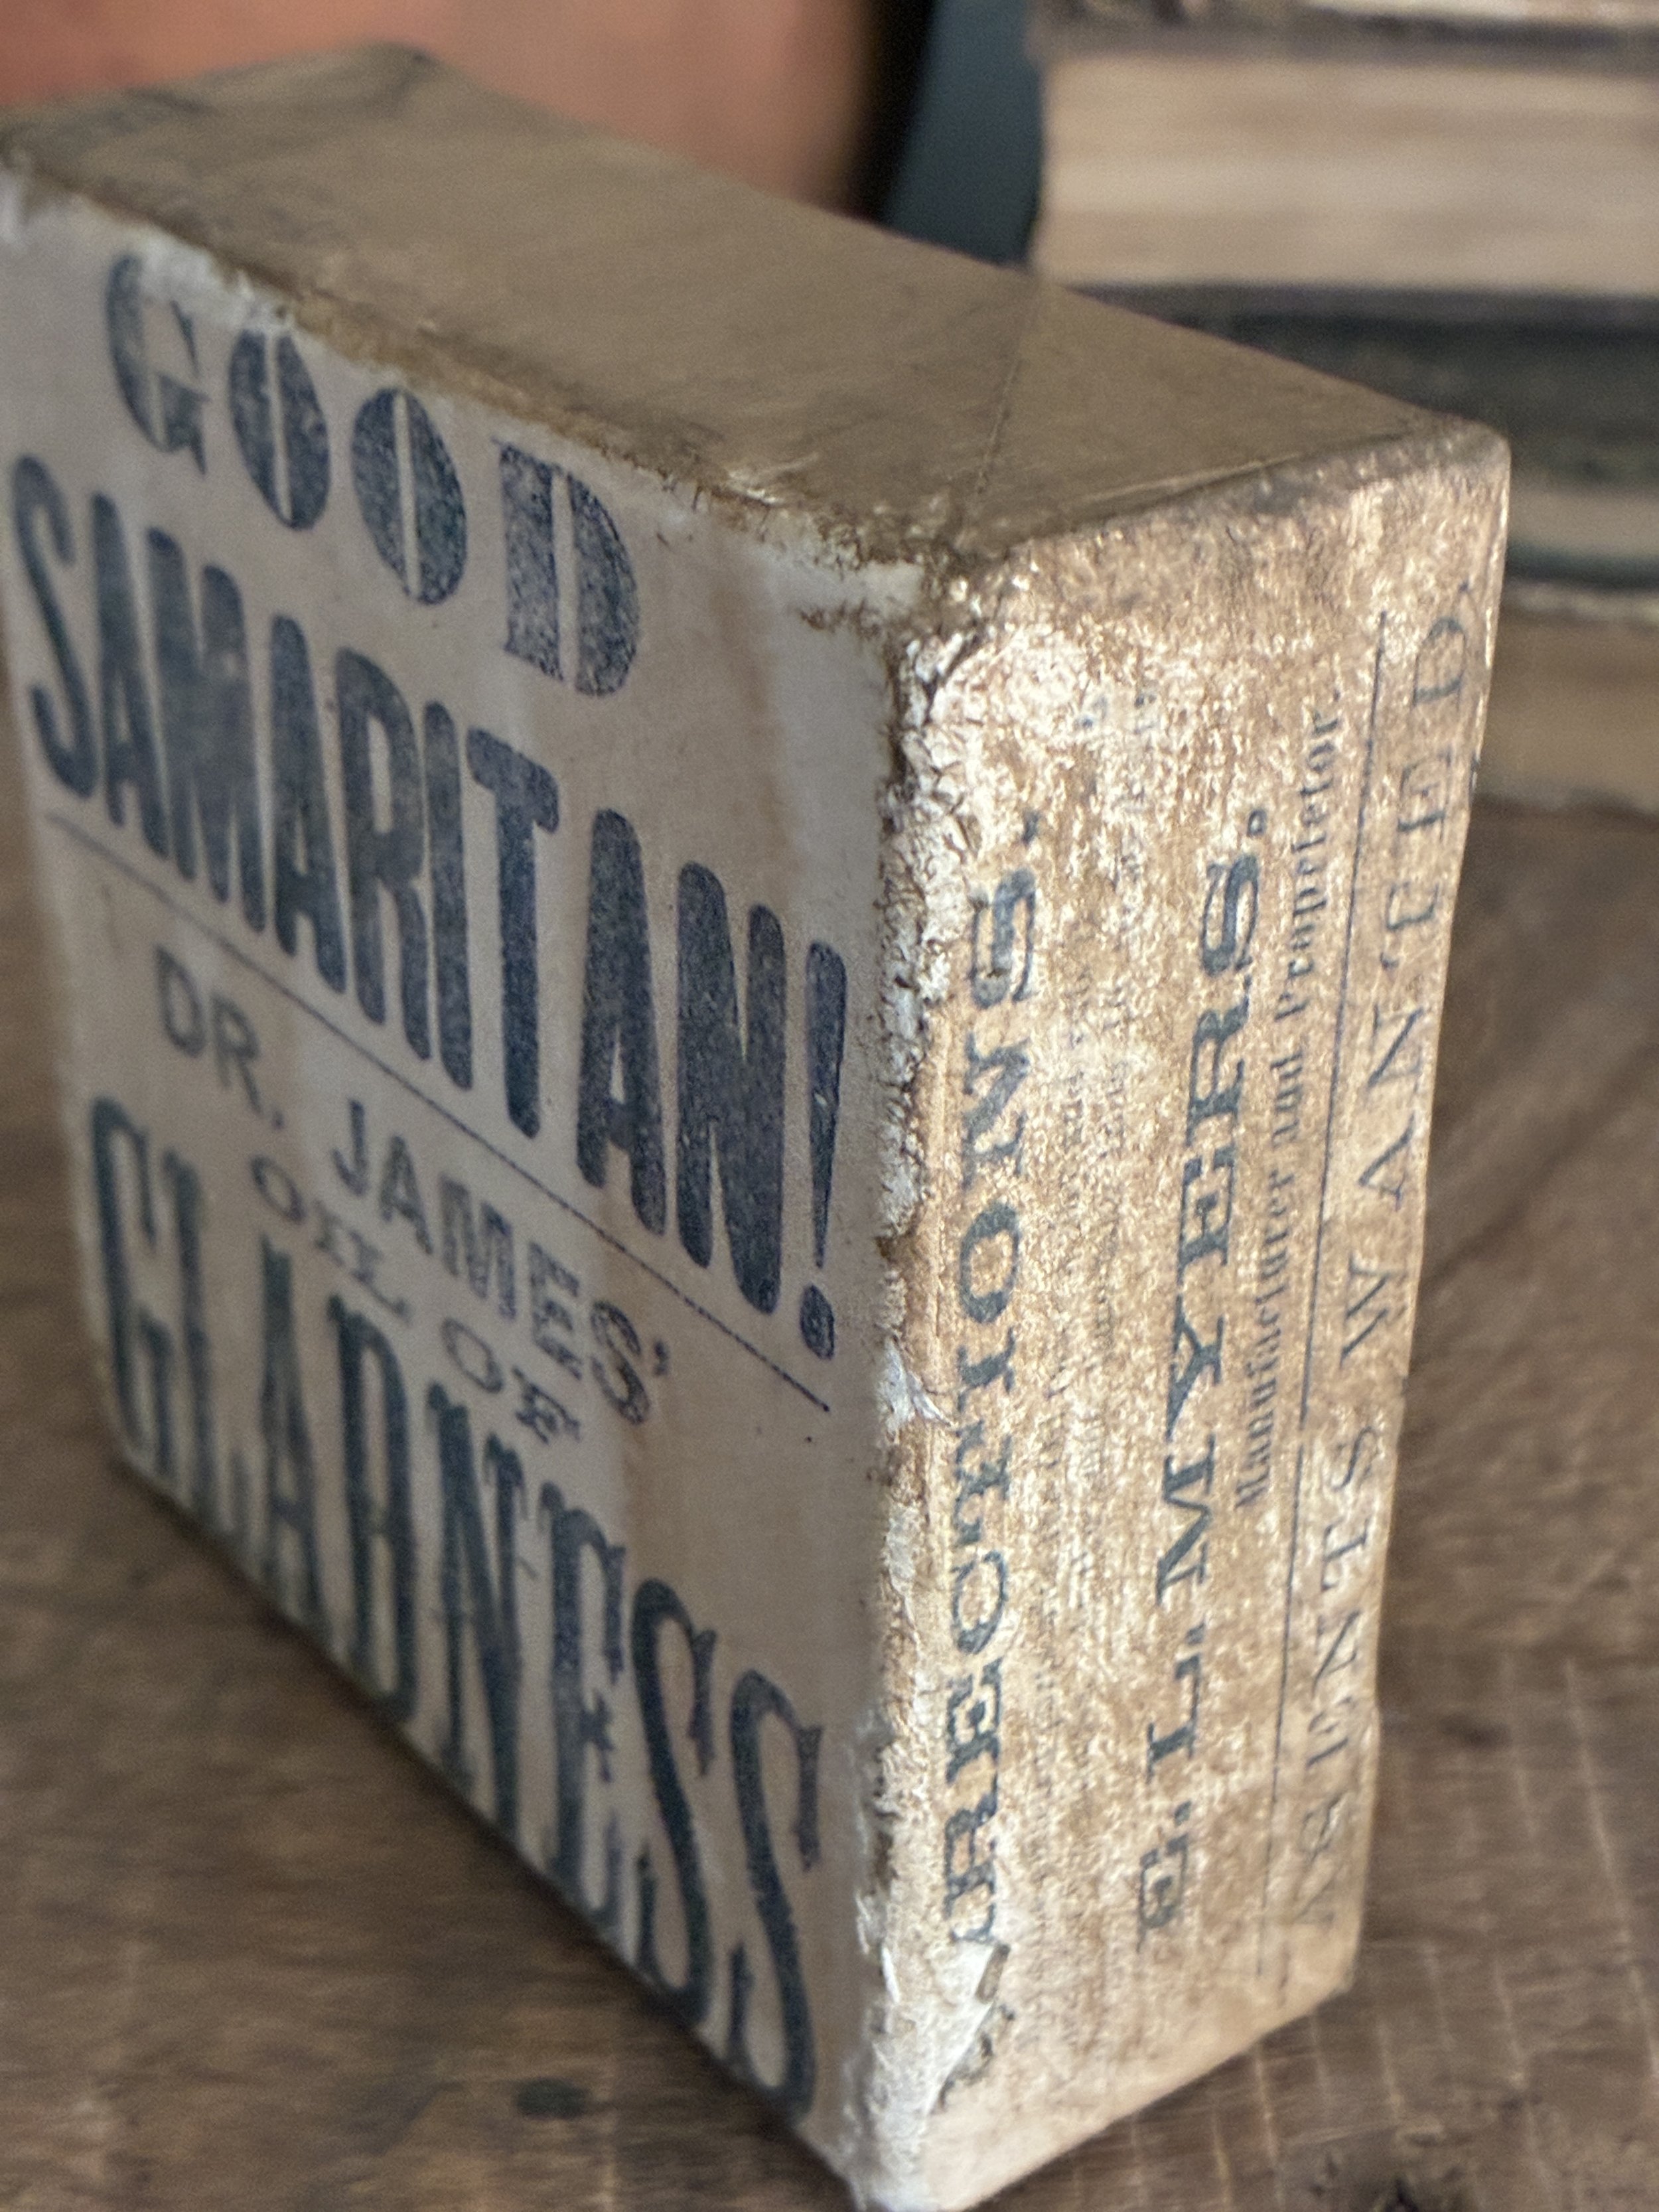 GOOD
SAMARITAN!
DR. JAMES'
OIL OF
GLADNESS
DIRECTIONS.
E. L. MYERS.
Manufacturer and Proprietor.
AGENTS WANTED